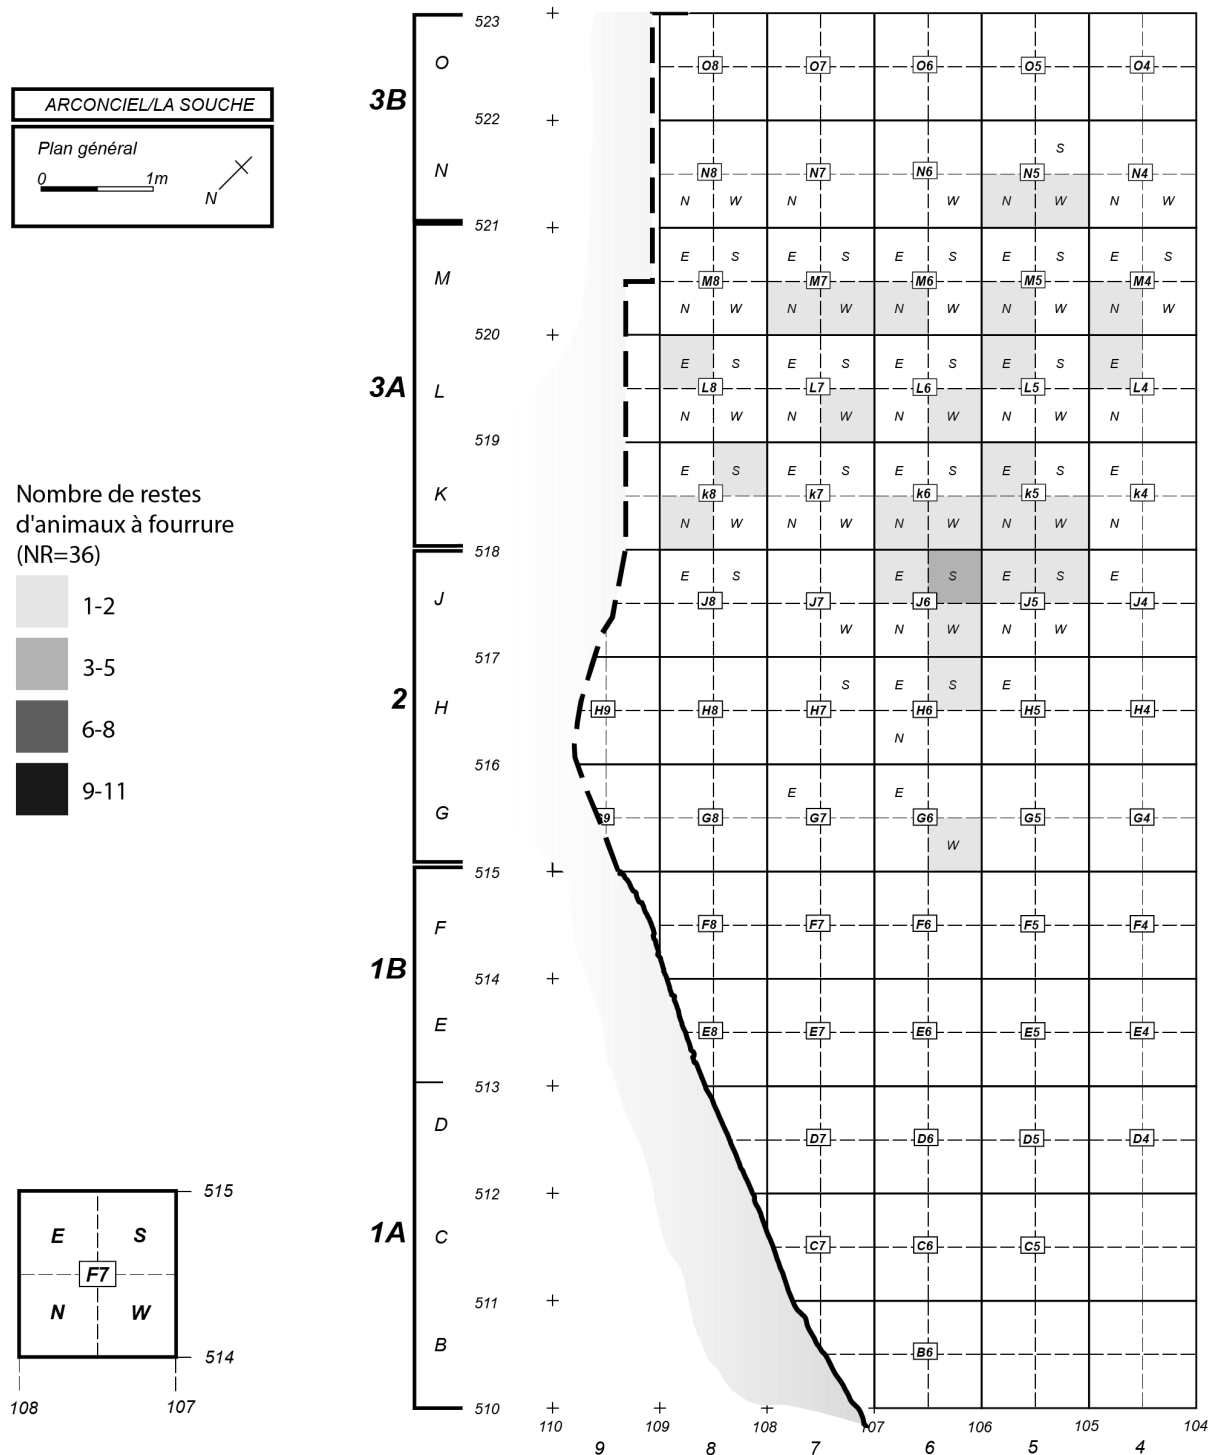 ARCONCIEL/LA SOUCHE
Plan général
0 1m
N
Nombre de restes
d'animaux à fourrure
(NR=36)
1-2
3-5
6-8
9-11
515
E S
F7
N W
514
108 107
3B
3A
2
1B
1A
523
O
O8 O7 O6 O5 O4
522
S
N N8 N7 N6 N5 N4
N W N W N W N W
521
E S E S E S E S E S
M M8 M7 M6 M5 M4
N W N W N W N W N W
520
E S E S E S E S E
L L8 L7 L6 L5 L4
N W N W N W N W N
519
E S E S E S E S E
K k8 k7 k6 k5 k4
N W N W N W N W N
518
E S E S E S E
J J8 J7 J6 J5 J4
W N W N W
517
S E S E
H H9 H8 H7 H6 H5 H4
N
516
E E
G G8 G7 G6 G5 G4
W
515
F F8 F7 F6 F5 F4
514
E E8 E7 E6 E5 E4
513
D D7 D6 D5 D4
512
C C7 C6 C5
511
B B6
510
110 109 108 107 106 105 104
9 8 7 6 5 4